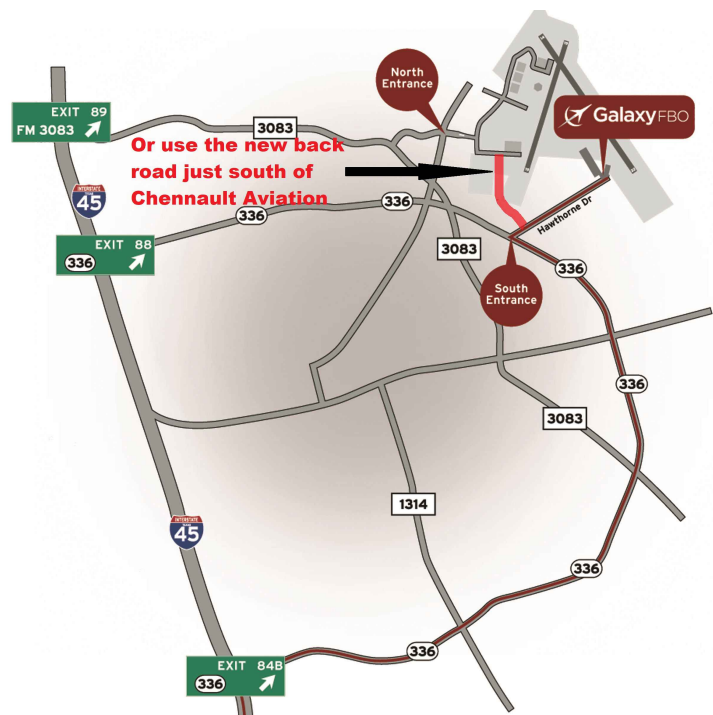 North
Entrance
EXIT 89
FM 3083
GalaxyFBO
3083
Or use the new back
road just south of
Chennault Aviation
INTERSTATE
45
336
336
Hawthorne Dr
EXIT 88
336
3083
336
South
Entrance
336
3083
1314
INTERSTATE
45
336
336
EXIT 84B
336